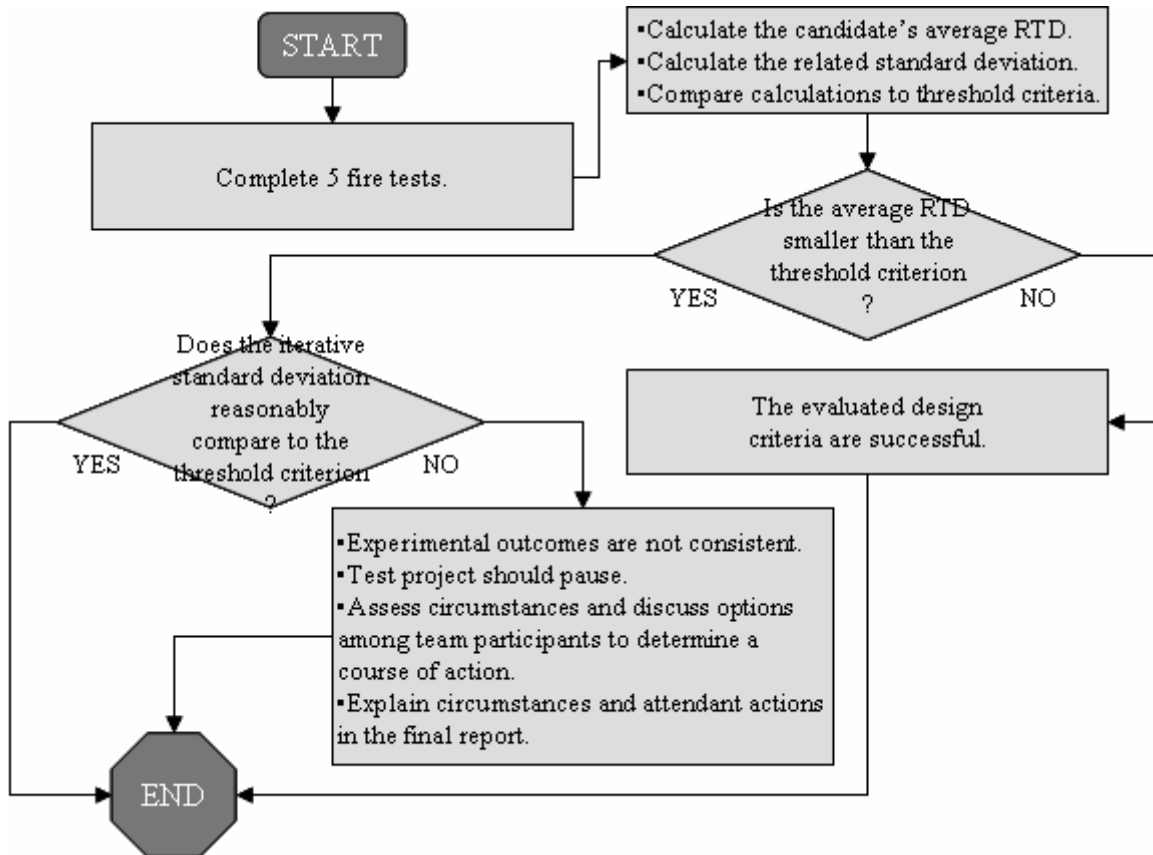 START
▪Calculate the candidate's average RTD.
▪Calculate the related standard deviation.
▪Compare calculations to threshold criteria.
Complete 5 fire tests.
Is the average RTD
smaller than the
threshold criterion
?
YES
NO
Does the iterative
standard deviation
reasonably
compare to the
threshold criterion
?
YES
NO
The evaluated design
criteria are successful.
▪Experimental outcomes are not consistent.
▪Test project should pause.
▪Assess circumstances and discuss options
among team participants to determine a
course of action.
▪Explain circumstances and attendant actions
in the final report.
END